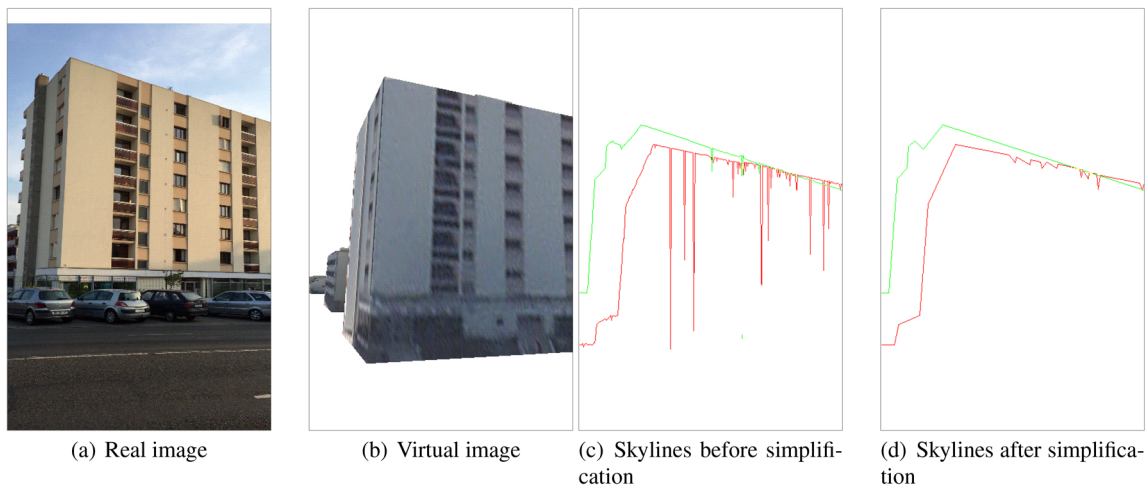 (a) Real image
(b) Virtual image
(c) Skylines before simplifi-
cation
(d) Skylines after simplifica-
tion